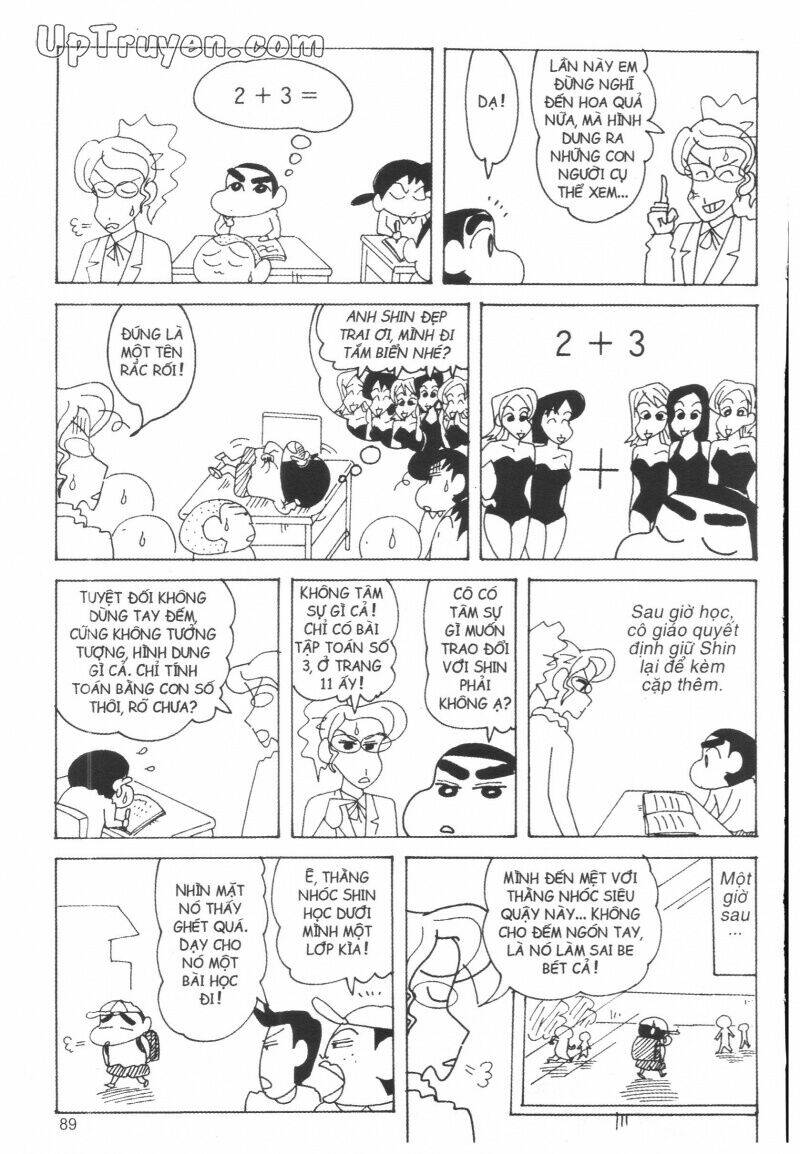 UpTruyen.com
LẦN NÀY EM
ĐỪNG NGHĨ
ĐẾN HOA QUẢ
NỮA, MÀ HÌNH
DUNG RA
NHỮNG CON
NGƯỜI CỤ
THỂ XEM...
DẠ!
2 + 3 =
2 + 3
+
ANH SHIN ĐẸP
TRAI ƠI, MÌNH ĐI
TẮM BIỂN NHÉ?
ĐÚNG LÀ
MỘT TÊN
RẮC RỐI!
Sau giờ học,
cô giáo quyết
định giữ Shin
lại để kèm
cặp thêm.
CÔ CÓ
TÂM SỰ
GÌ MUỐN
TRAO ĐỔI
VỚI SHIN
PHẢI
KHÔNG Ạ?
KHÔNG TÂM
SỰ GÌ CẢ!
CHỈ CÓ BÀI
TẬP TOÁN SỐ
3, Ở TRANG
11 ẤY!
TUYỆT ĐỐI KHÔNG
DÙNG TAY ĐẾM,
CŨNG KHÔNG TƯỞNG
TƯỢNG, HÌNH DUNG
GÌ CẢ. CHỈ TÍNH
TOÁN BẰNG CON SỐ
THÔI, RÕ CHƯA?
Một
giờ
sau
...
MÌNH ĐẾN MỆT VỚI
THẰNG NHÓC SIÊU
QUẬY NÀY... KHÔNG
CHO ĐẾM NGÓN TAY,
LÀ NÓ LÀM SAI BE
BÉT CẢ!
Ê, THẰNG
NHÓC SHIN
HỌC DƯỚI
MÌNH MỘT
LỚP KÌA!
NHÌN MẶT
NÓ THẤY
GHÉT QUÁ.
DẠY CHO
NÓ MỘT
BÀI HỌC
ĐI!
89